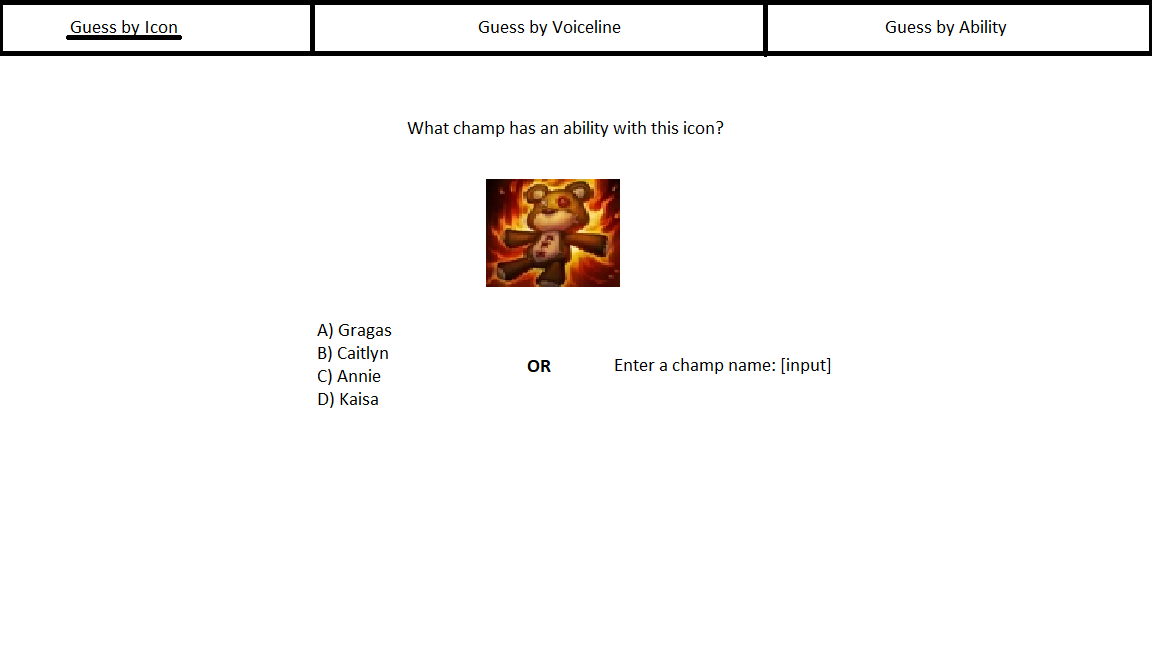 Guess by Icon
Guess by Voiceline
Guess by Ability
What champ has an ability with this icon?
A) Gragas
B) Caitlyn
C) Annie
D) Kaisa
OR
Enter a champ name: [input]